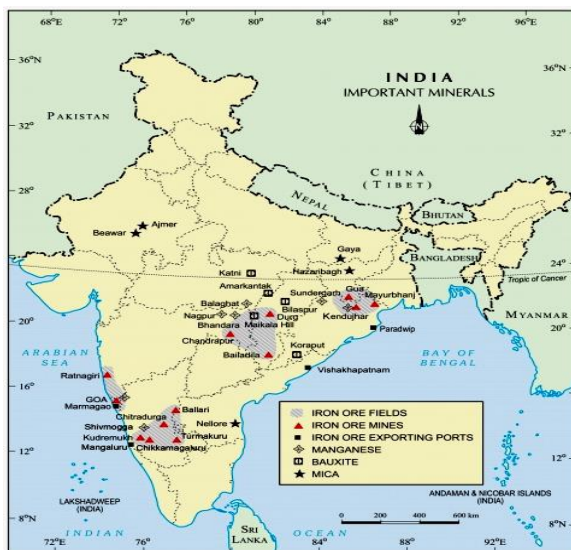 68°E 72°E 76° 80° 84° 88° 92° 96°E
36°N
INDIA
IMPORTANT MINERALS
N
36°N
PAKISTAN
32°
32°
CHINA
(TIBET)
28°
28°
NEPAL
BHUTAN
Ajmer
Beawar
Gaya
BANGLADESH
24°
24°
Katni
Hazaribagh
Tropic of Cancer
Amarkantak
Sundergarh
Gua
Mayurbhanj
Balaghat
Bilaspur
MYANMAR
20°
Nagpur
Durg
Kendujhar
20°
Bhandara
Maikala Hill
Paradwip
Chandrapur
Koraput
ARABIAN
SEA
Bailadila
BAY OF
BENGAL
Vishakhapatnam
Ratnagiri
16°
16°
GOA
Marmagao
Ballari
Chitradurga
Shivmogga
Nellore
Kudremukh
Turmakuru
Mangaluru
Chikkamagaluru
12°
12°
IRON ORE FIELDS
IRON ORE MINES
IRON ORE EXPORTING PORTS
MANGANESE
BAUXITE
MICA
LAKSHADWEEP
(INDIA)
ANDAMAN & NICOBAR ISLANDS
(INDIA)
8°N
INDIAN
SRI
LANKA
OCEAN
0 200 400 600 km
8°N
72°E 76° 80° 84° 88° 92°E